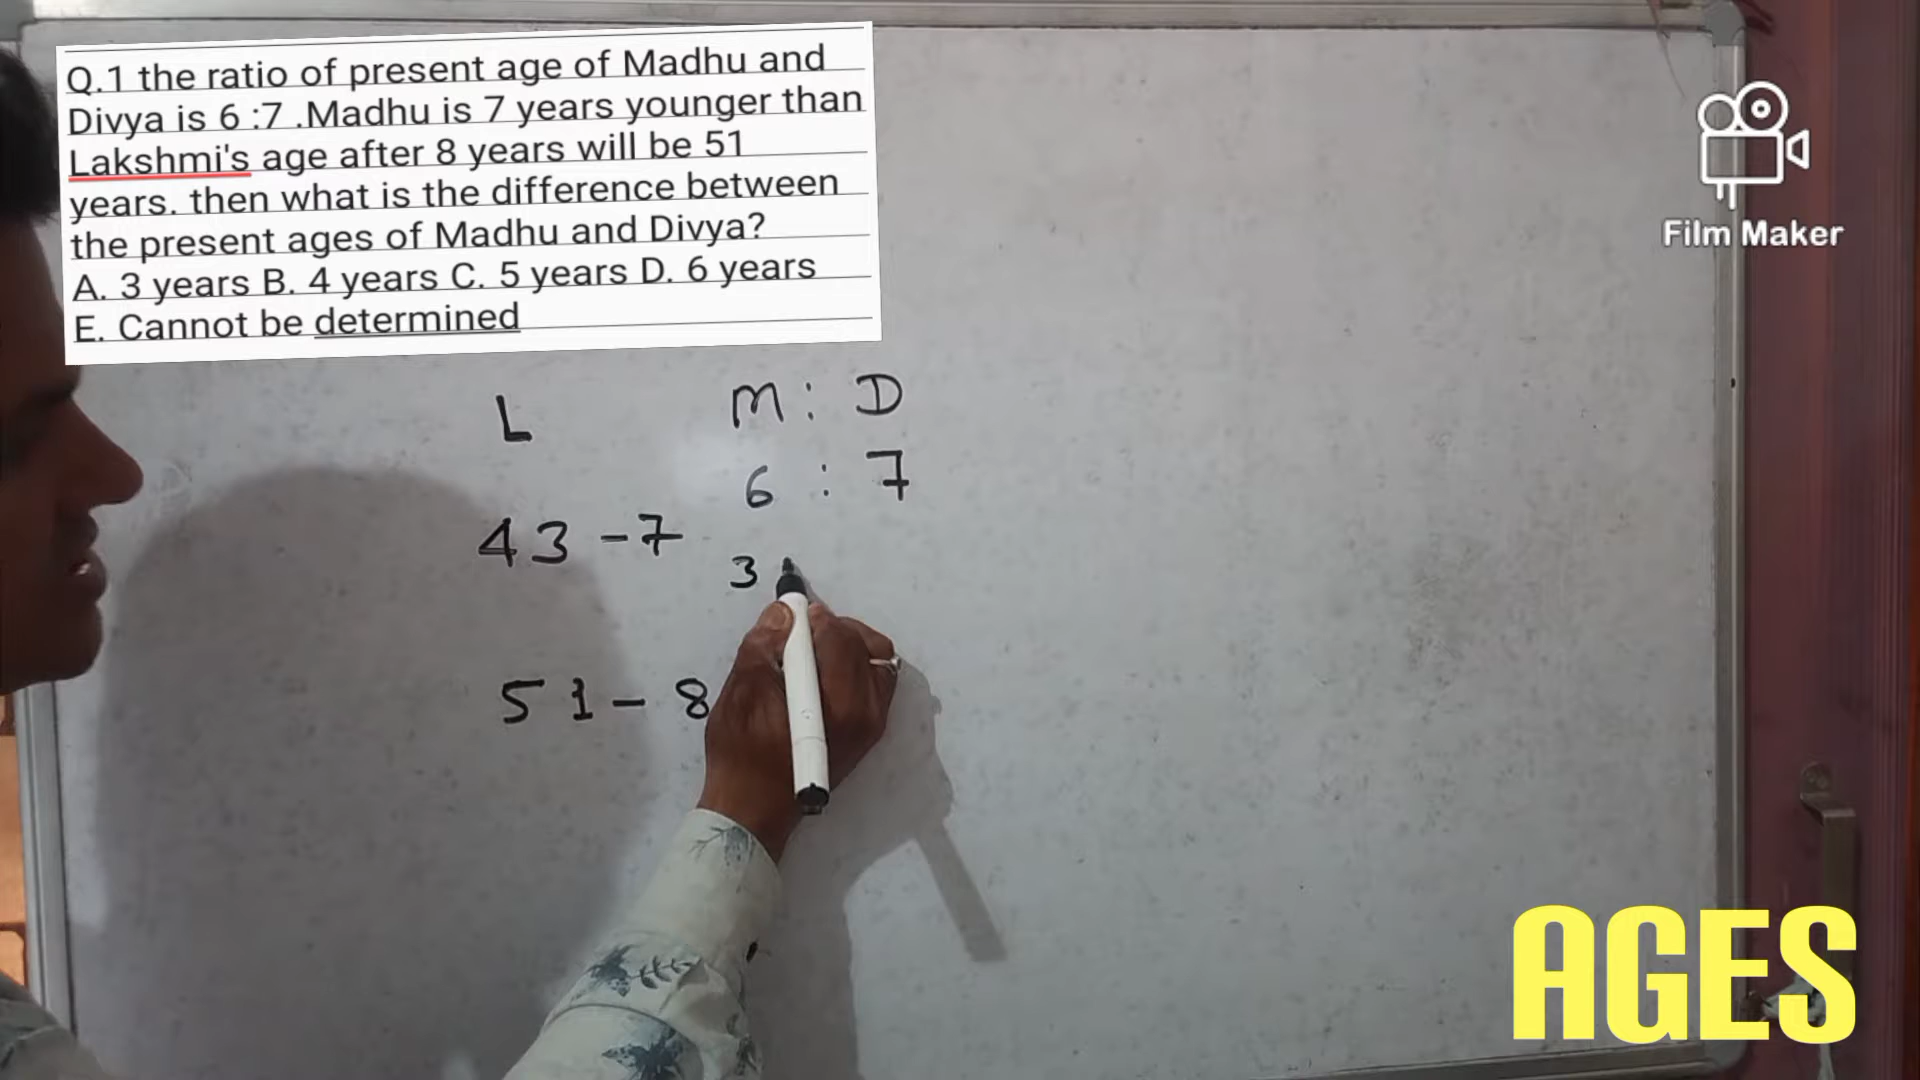 Q.1 the ratio of present age of Madhu and
Divya is 6 :7 .Madhu is 7 years younger than
Lakshmi's age after 8 years will be 51
years. then what is the difference between
the present ages of Madhu and Divya?
A. 3 years B. 4 years C. 5 years D. 6 years
E. Cannot be determined
Film Maker
L M : D
6 : 7
43 - 7
3
51 - 8
AGES